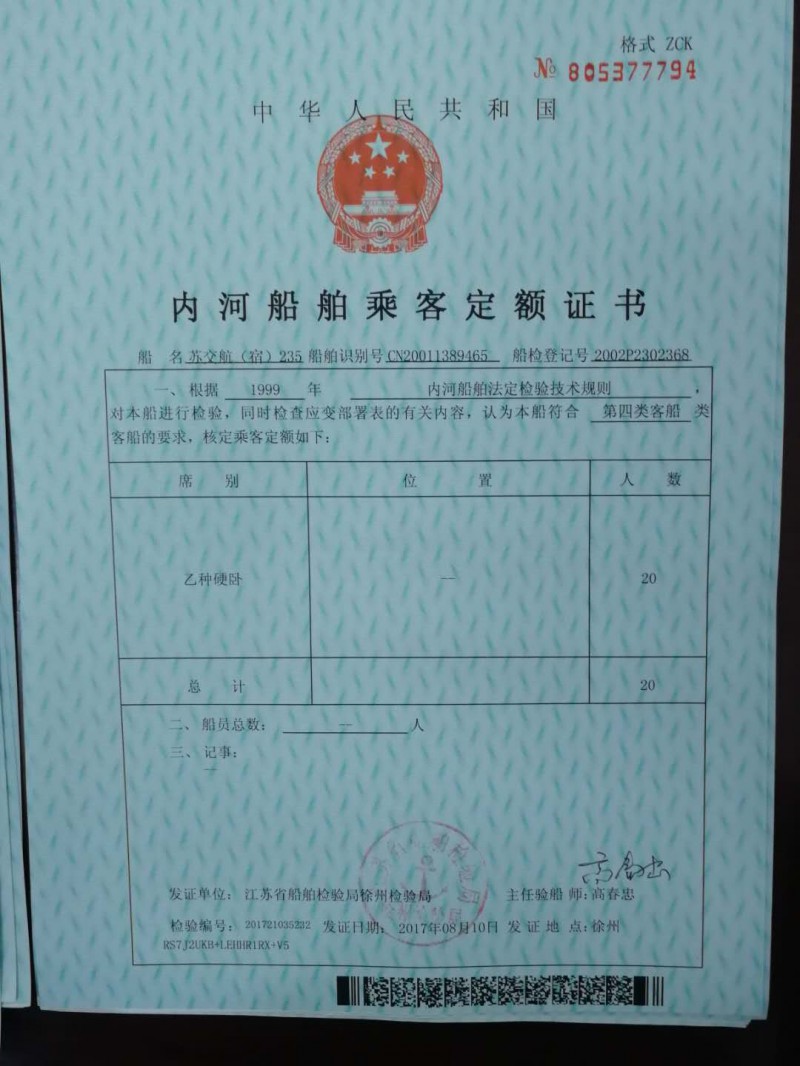 格式 ZCK
№ 805377794
中华人民共和国
内河船舶乘客定额证书
船 名 苏交航（宿）235 船舶识别号 CN20011389465 船检登记号 2002P2302368
一、根据 1999 年 内河船舶法定检验技术规则，
对本船进行检验，同时检查应变部署表的有关内容，认为本船符合 第四类客船 类
客船的要求，核定乘客定额如下：
席 别 位 置 人 数
乙种硬卧 — 20
总 计 20
二、船员总数： — 人
三、记事：
—
发证单位：江苏省船舶检验局徐州检验局 主任验船师：高春忠
检验编号：201721035232 发证日期：2017年08月10日 发证地点：徐州
RS7J2UKB+LEHHR1RX+V5